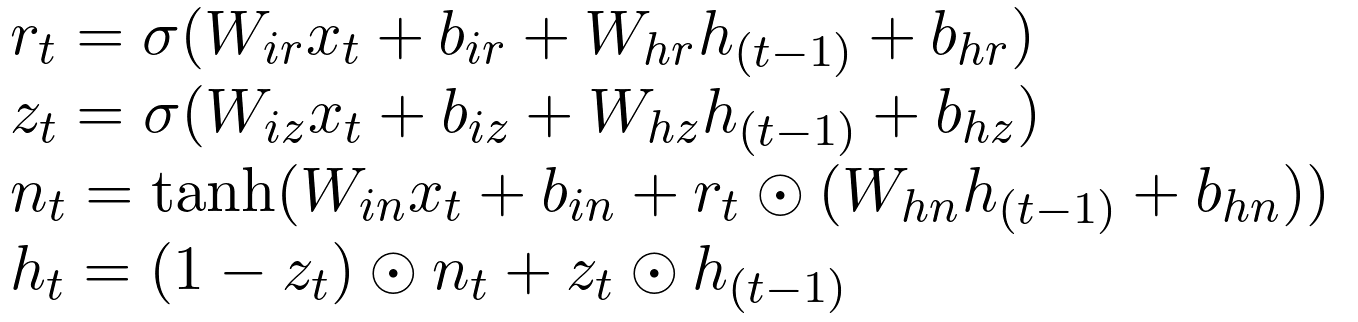 r_t = σ(W_{ir}x_t + b_{ir} + W_{hr}h_{(t−1)} + b_{hr})
z_t = σ(W_{iz}x_t + b_{iz} + W_{hz}h_{(t−1)} + b_{hz})
n_t = tanh(W_{in}x_t + b_{in} + r_t ⊙ (W_{hn}h_{(t−1)} + b_{hn}))
h_t = (1 − z_t) ⊙ n_t + z_t ⊙ h_{(t−1)}